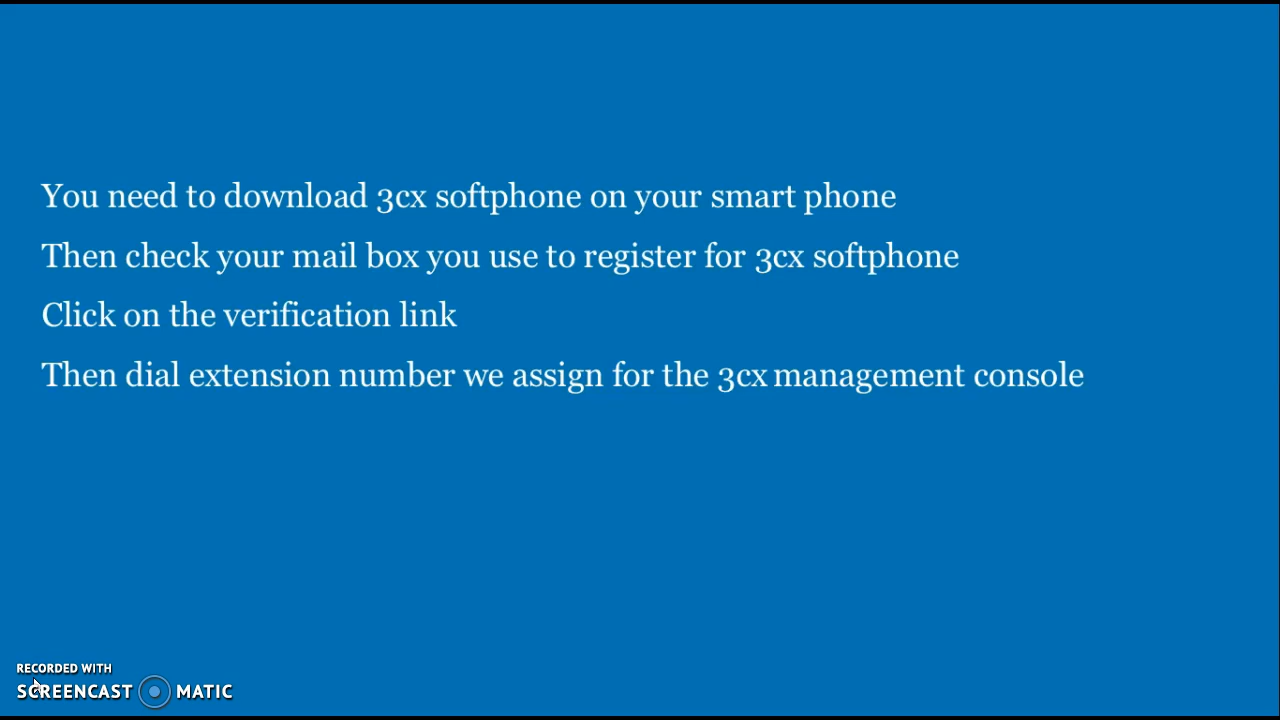 You need to download 3cx softphone on your smart phone
Then check your mail box you use to register for 3cx softphone
Click on the verification link
Then dial extension number we assign for the 3cx management console
RECORDED WITH
SCREENCAST MATIC